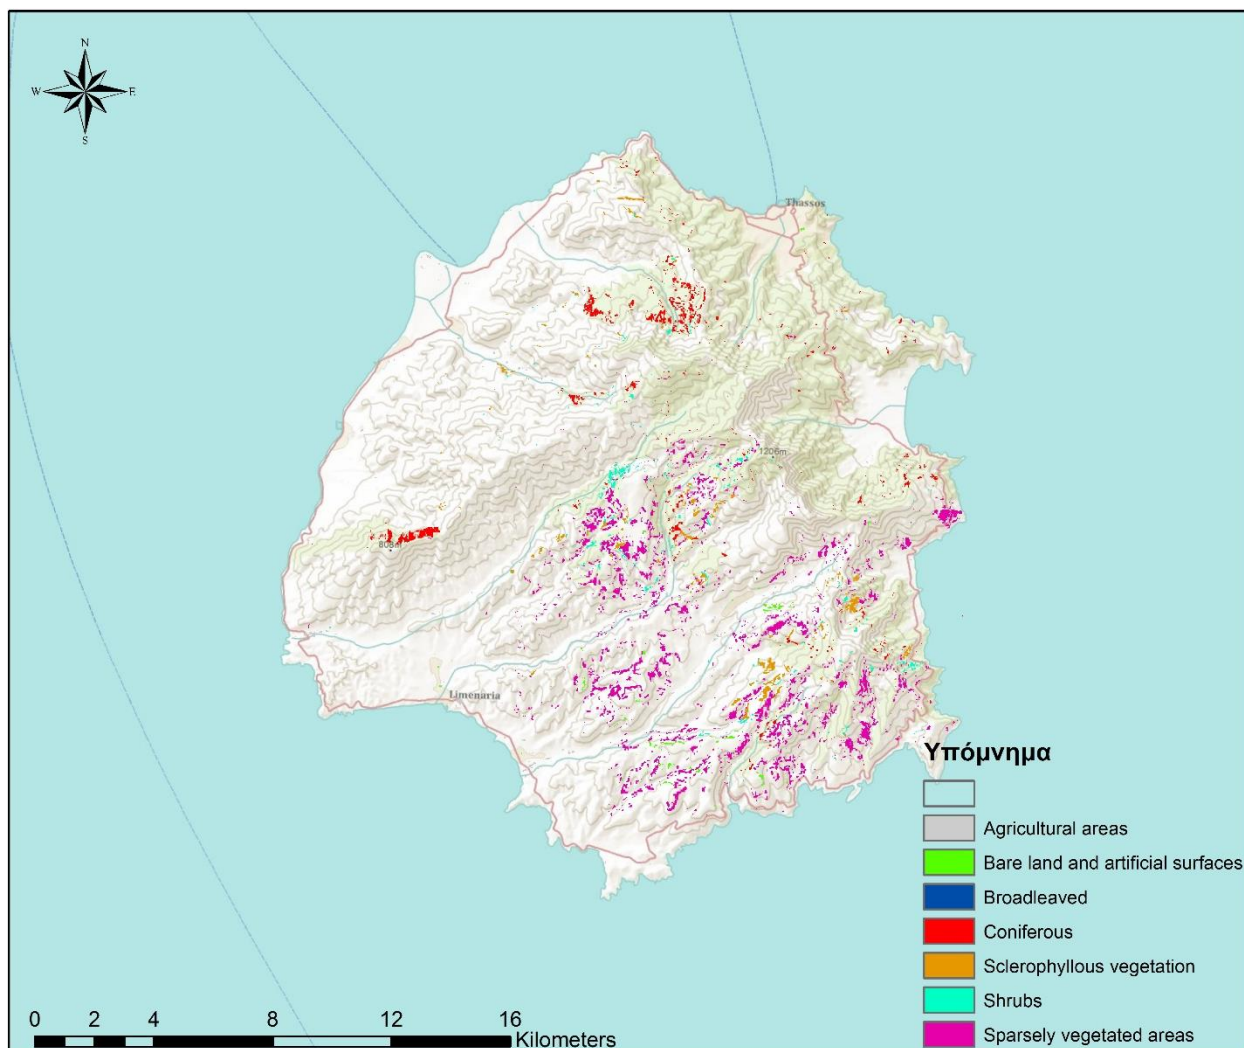 N
W
E
S
Thassos
1206m
808m
Limenaria
Υπόμνημα
Agricultural areas
Bare land and artificial surfaces
Broadleaved
Coniferous
Sclerophyllous vegetation
Shrubs
Sparsely vegetated areas
0 2 4 8 12 16
Kilometers